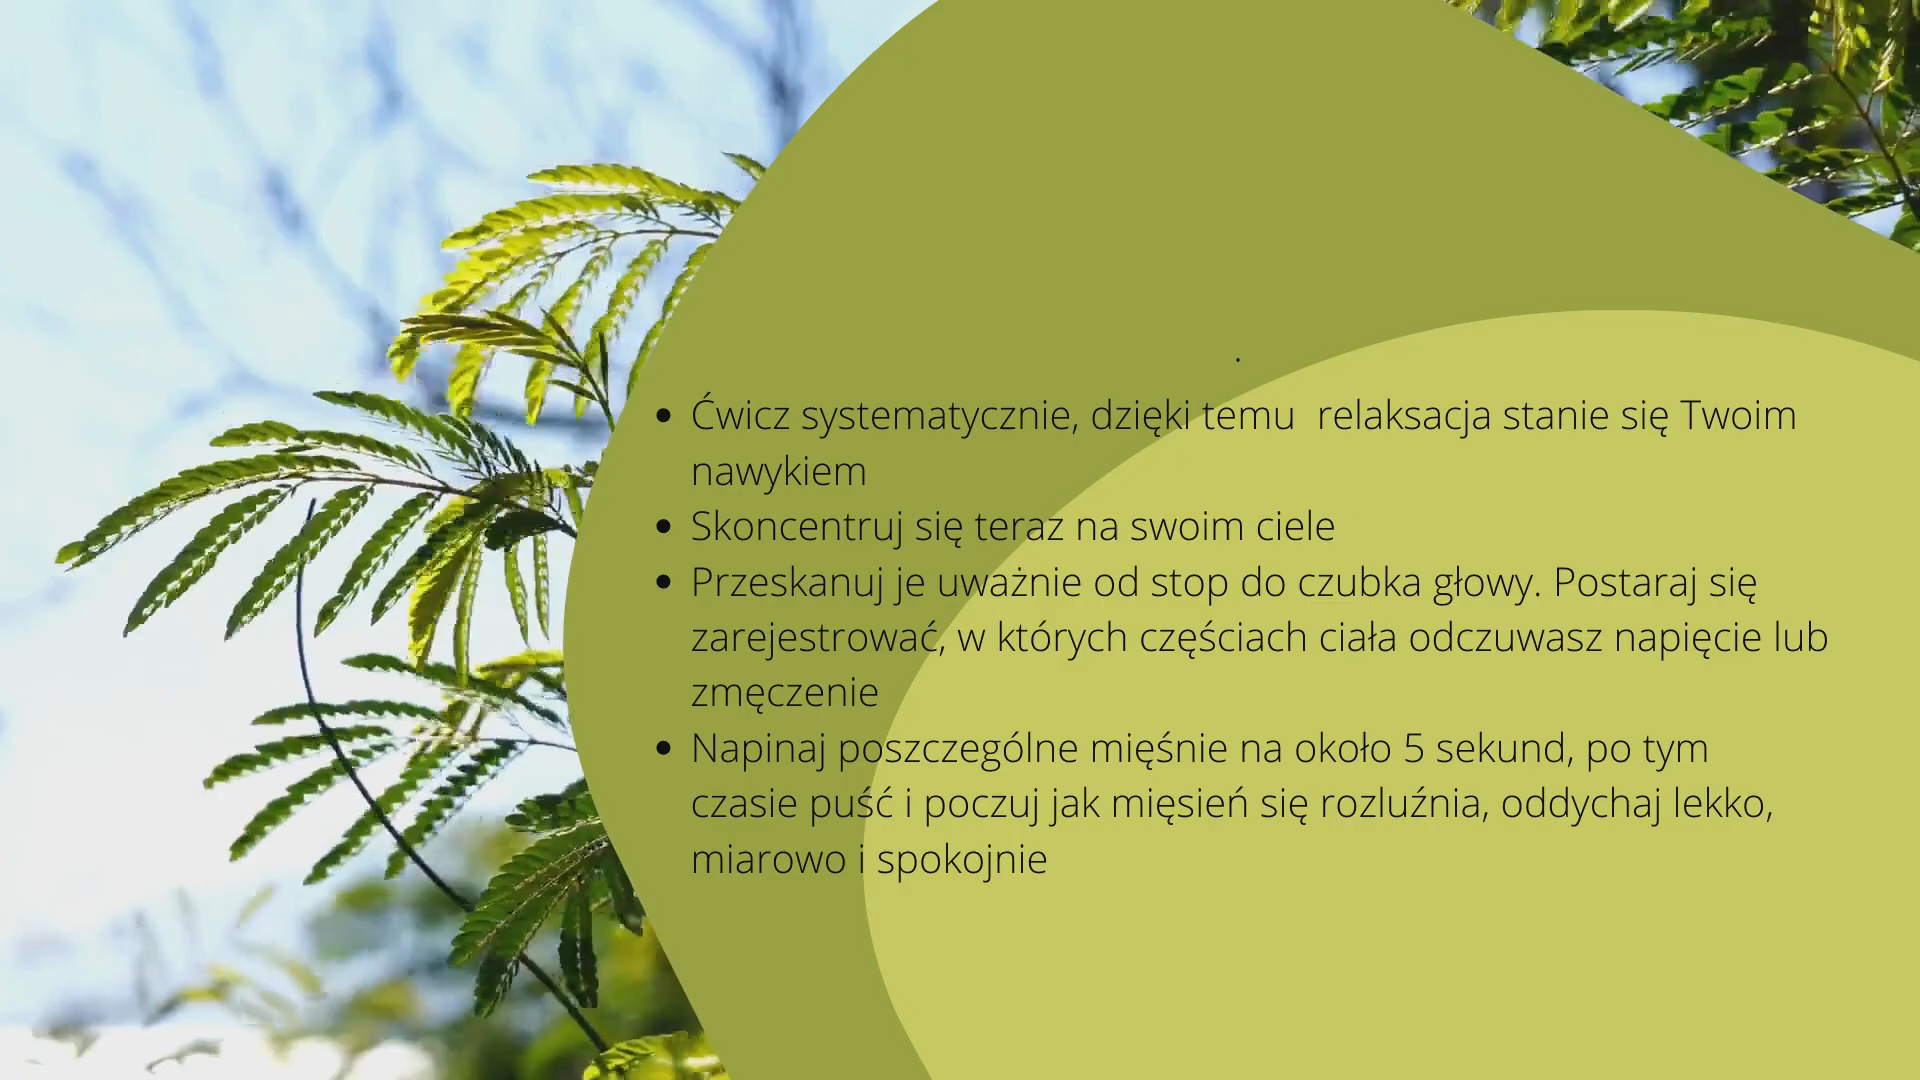 .
• Ćwicz systematycznie, dzięki temu  relaksacja stanie się Twoim
nawykiem
• Skoncentruj się teraz na swoim ciele
• Przeskanuj je uważnie od stop do czubka głowy. Postaraj się
zarejestrować, w których częściach ciała odczuwasz napięcie lub
zmęczenie
• Napinaj poszczególne mięśnie na około 5 sekund, po tym
czasie puść i poczuj jak mięsień się rozluźnia, oddychaj lekko,
miarowo i spokojnie